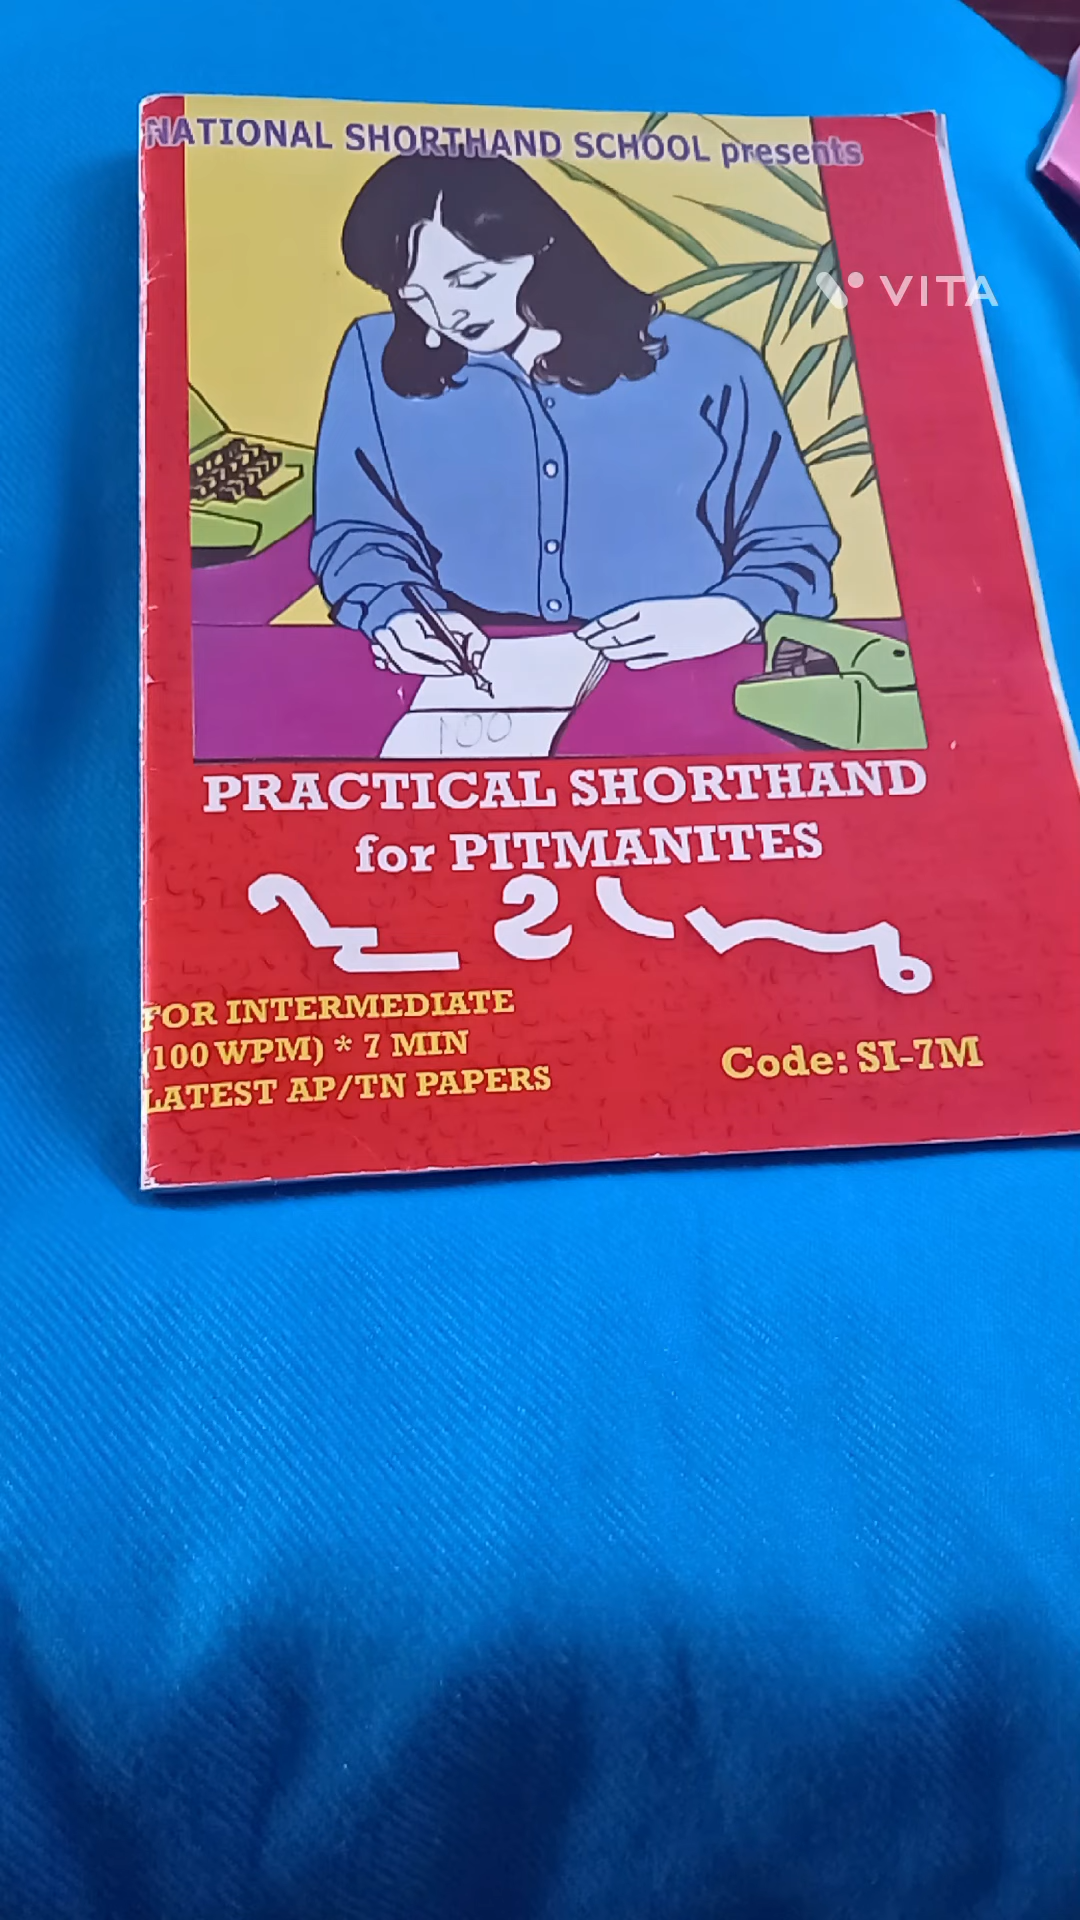 NATIONAL SHORTHAND SCHOOL presents
VITA
100
PRACTICAL SHORTHAND
for PITMANITES
FOR INTERMEDIATE
(100 WPM) * 7 MIN
LATEST AP/TN PAPERS
Code: SI-7M